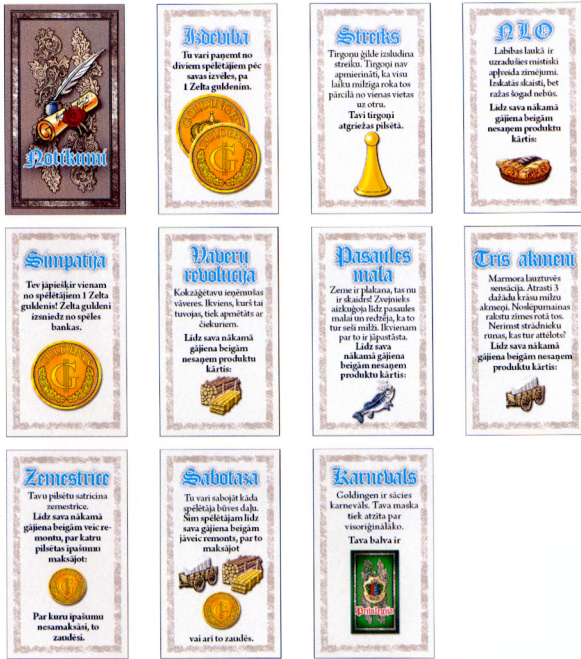 Notikumi
Izdevība
Tu vari paņemt no
diviem spēlētājiem pēc
savas izvēles, pa
1 Zelta guldenim.
Streiks
Tirgoņu ģilde izsludina
streiku. Tirgoņi nav
apmierināti, ka visu
laiku milzīga roka tos
pārcilā no vienas vietas
uz otru.
Tavi tirgoņi
atgriežas pilsētā.
NLO
Labības laukā ir
uzradušies mistiski
apļveida zīmējumi.
Izskatās skaisti, bet
ražas šogad nebūs.
Līdz sava nākamā
gājiena beigām
nesaņem produktu
kārtis:
Simpātija
Tev jāpiešķir vienam
no spēlētājiem 1 Zelta
guldenis! Zelta guldeni
izsniedz no spēles
bankas.
Vāveru
revolūcija
Kokzāģētavu ieņēmušas
vāveres. Ikviens, kurš tai
tuvojas, tiek apmētāts ar
čiekuriem.
Līdz sava nākamā
gājiena beigām
nesaņem produktu
kārtis:
Pasaules
mala
Zeme ir plakana, tas nu
ir skaidrs! Zvejnieks
aizkuģoja līdz pasaules
malai un redzēja, ka to
tur seši milži. Ikvienam
par to ir jāpastāsta.
Līdz sava
nākamā gājiena
beigām nesaņem
produktu kārtis:
Trīs akmeņi
Marmora lauztuvēs
sensācija. Atrasti 3
dažādu krāsu milzu
akmeņi. Noslēpumainas
rakstu zīmes rotā tos.
Nerimst strādnieku
runas, kas tur attēlots?
Līdz sava nākamā
gājiena beigām nesaņem
produktu kārtis:
Zemestrīce
Tavu pilsētu satricina
zemestrīce.
Līdz sava nākamā
gājiena beigām veic re-
montu, par katru
pilsētas īpašumu
maksājot:
Par kuru īpašumu
nesamaksāsi, to
zaudēsi.
Sabotāža
Tu vari sabojāt kāda
spēlētāja būves daļu.
Šim spēlētājam līdz
sava gājiena beigām
jāveic remonts, par to
maksājot
vai arī to zaudēs.
Karnevāls
Goldingen ir sācies
karnevāls. Tava maska
tiek atzīta par
visoriģinālāko.
Tava balva ir
Privilēģija